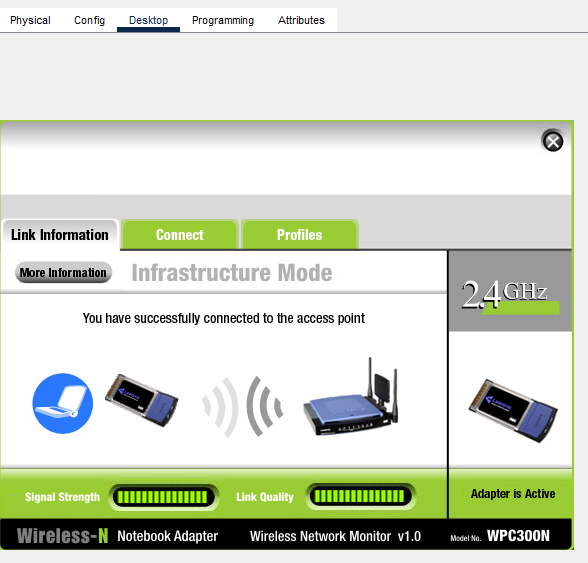 Physical Config Desktop Programming Attributes
Link Information Connect Profiles
More Information Infrastructure Mode
2.4GHz
You have successfully connected to the access point
Signal Strength Link Quality Adapter is Active
Wireless-N Notebook Adapter Wireless Network Monitor v1.0 Model No. WPC300N